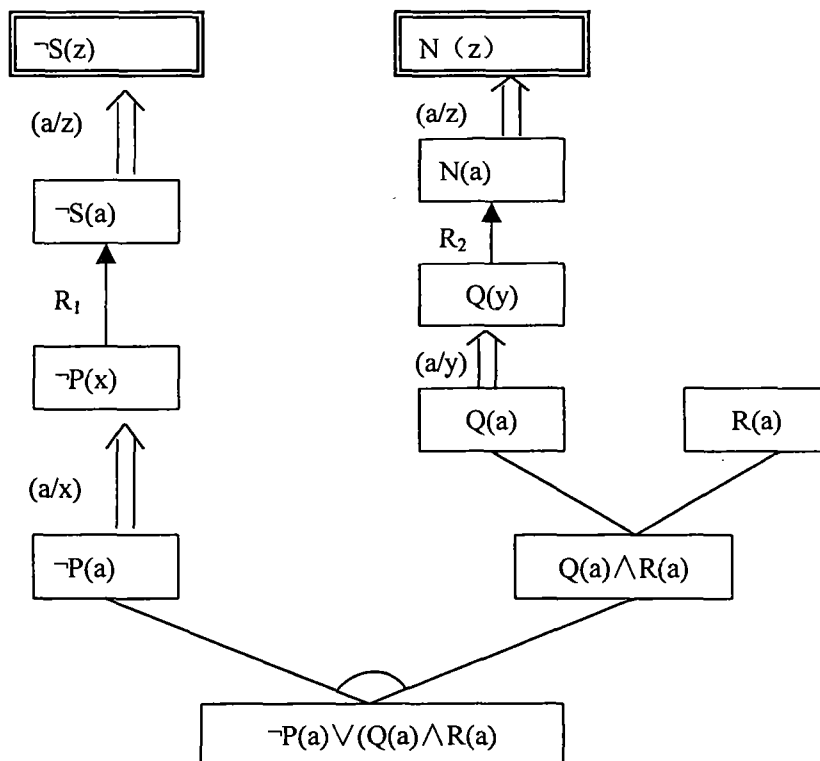 ¬S(z)
N（z）
(a/z)
(a/z)
N(a)
¬S(a)
R₂
Q(y)
R₁
(a/y)
¬P(x)
Q(a)
R(a)
(a/x)
¬P(a)
Q(a)∧R(a)
¬P(a)∨(Q(a)∧R(a)